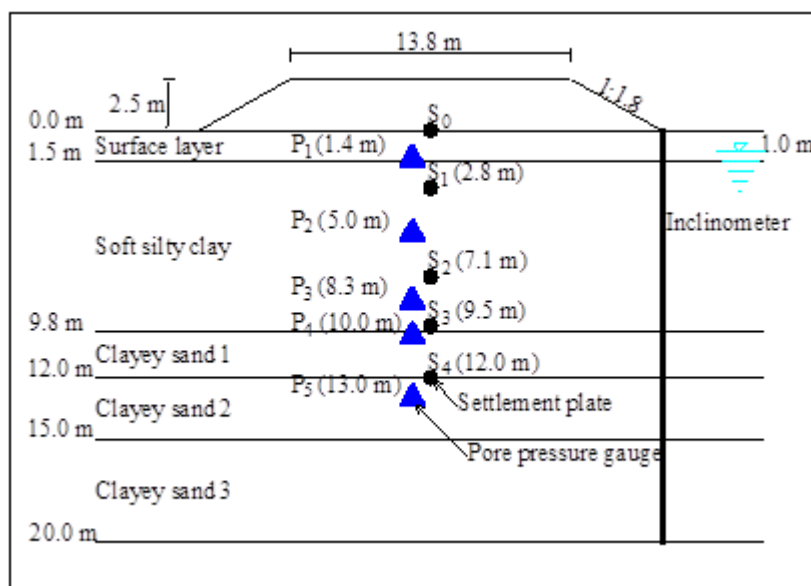 13.8 m
2.5 m
1:1.8
0.0 m
S0
Surface layer
P1 (1.4 m)
1.0 m
1.5 m
S1 (2.8 m)
P2 (5.0 m)
Inclinometer
Soft silty clay
S2 (7.1 m)
P3 (8.3 m)
S3 (9.5 m)
9.8 m
P4 (10.0 m)
Clayey sand 1
S4 (12.0 m)
12.0 m
P5 (13.0 m)
Settlement plate
Clayey sand 2
15.0 m
Pore pressure gauge
Clayey sand 3
20.0 m